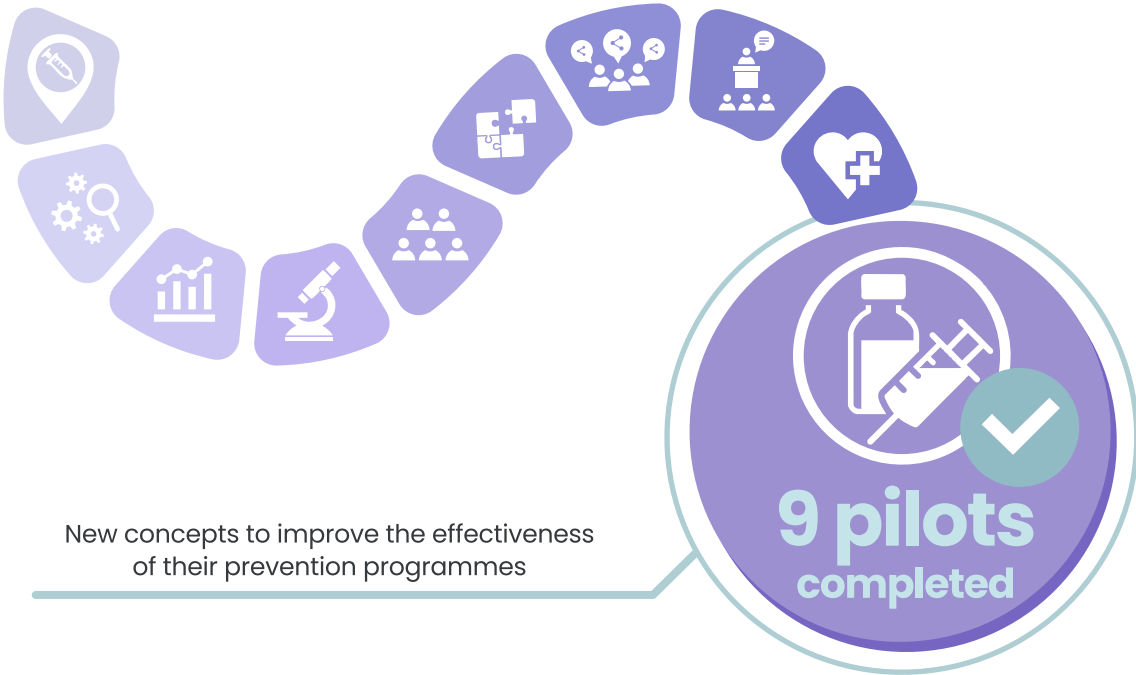 New concepts to improve the effectiveness
of their prevention programmes
9 pilots
completed